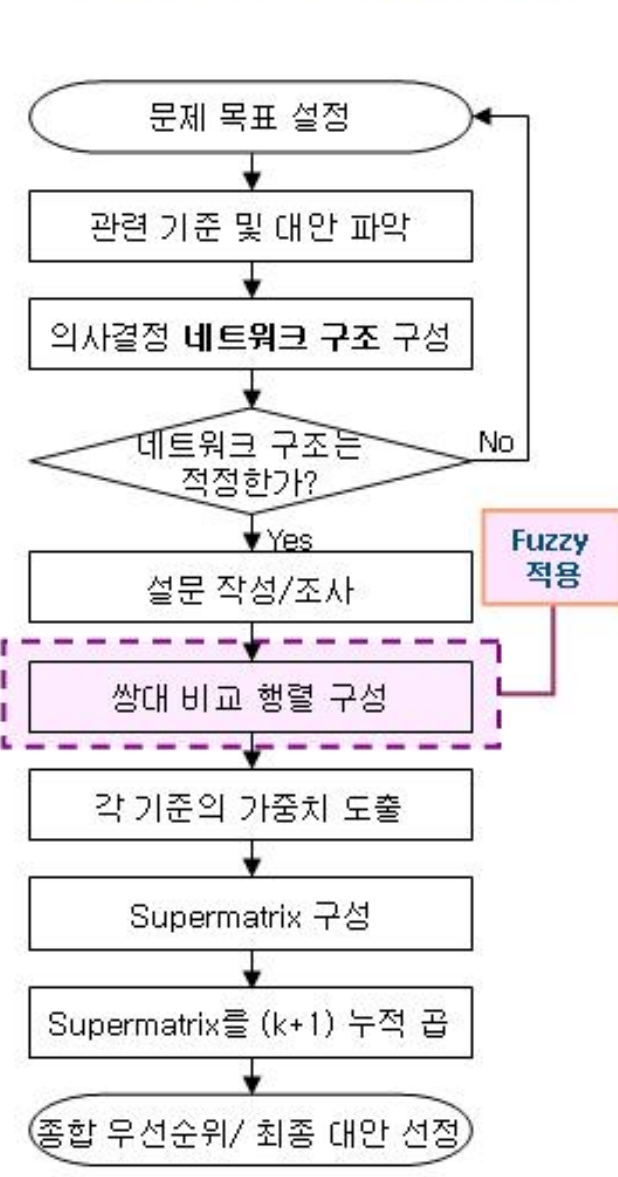 문제 목표 설정
관련 기준 및 대안 파악
의사결정 네트워크 구조 구성
네트워크 구조는
적정한가?
No
Yes
Fuzzy
적용
설문 작성/조사
쌍대 비교 행렬 구성
각 기준의 가중치 도출
Supermatrix 구성
Supermatrix를 (k+1) 누적 곱
종합 우선순위/ 최종 대안 선정